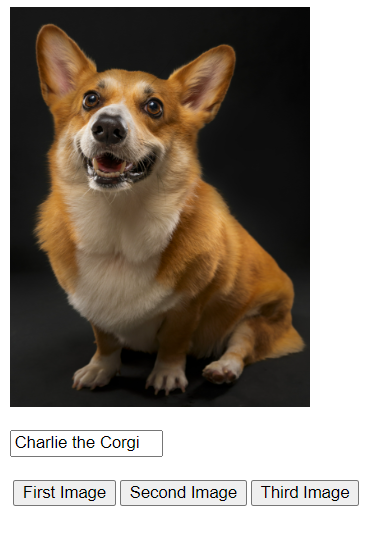 Charlie the Corgi
First Image Second Image Third Image